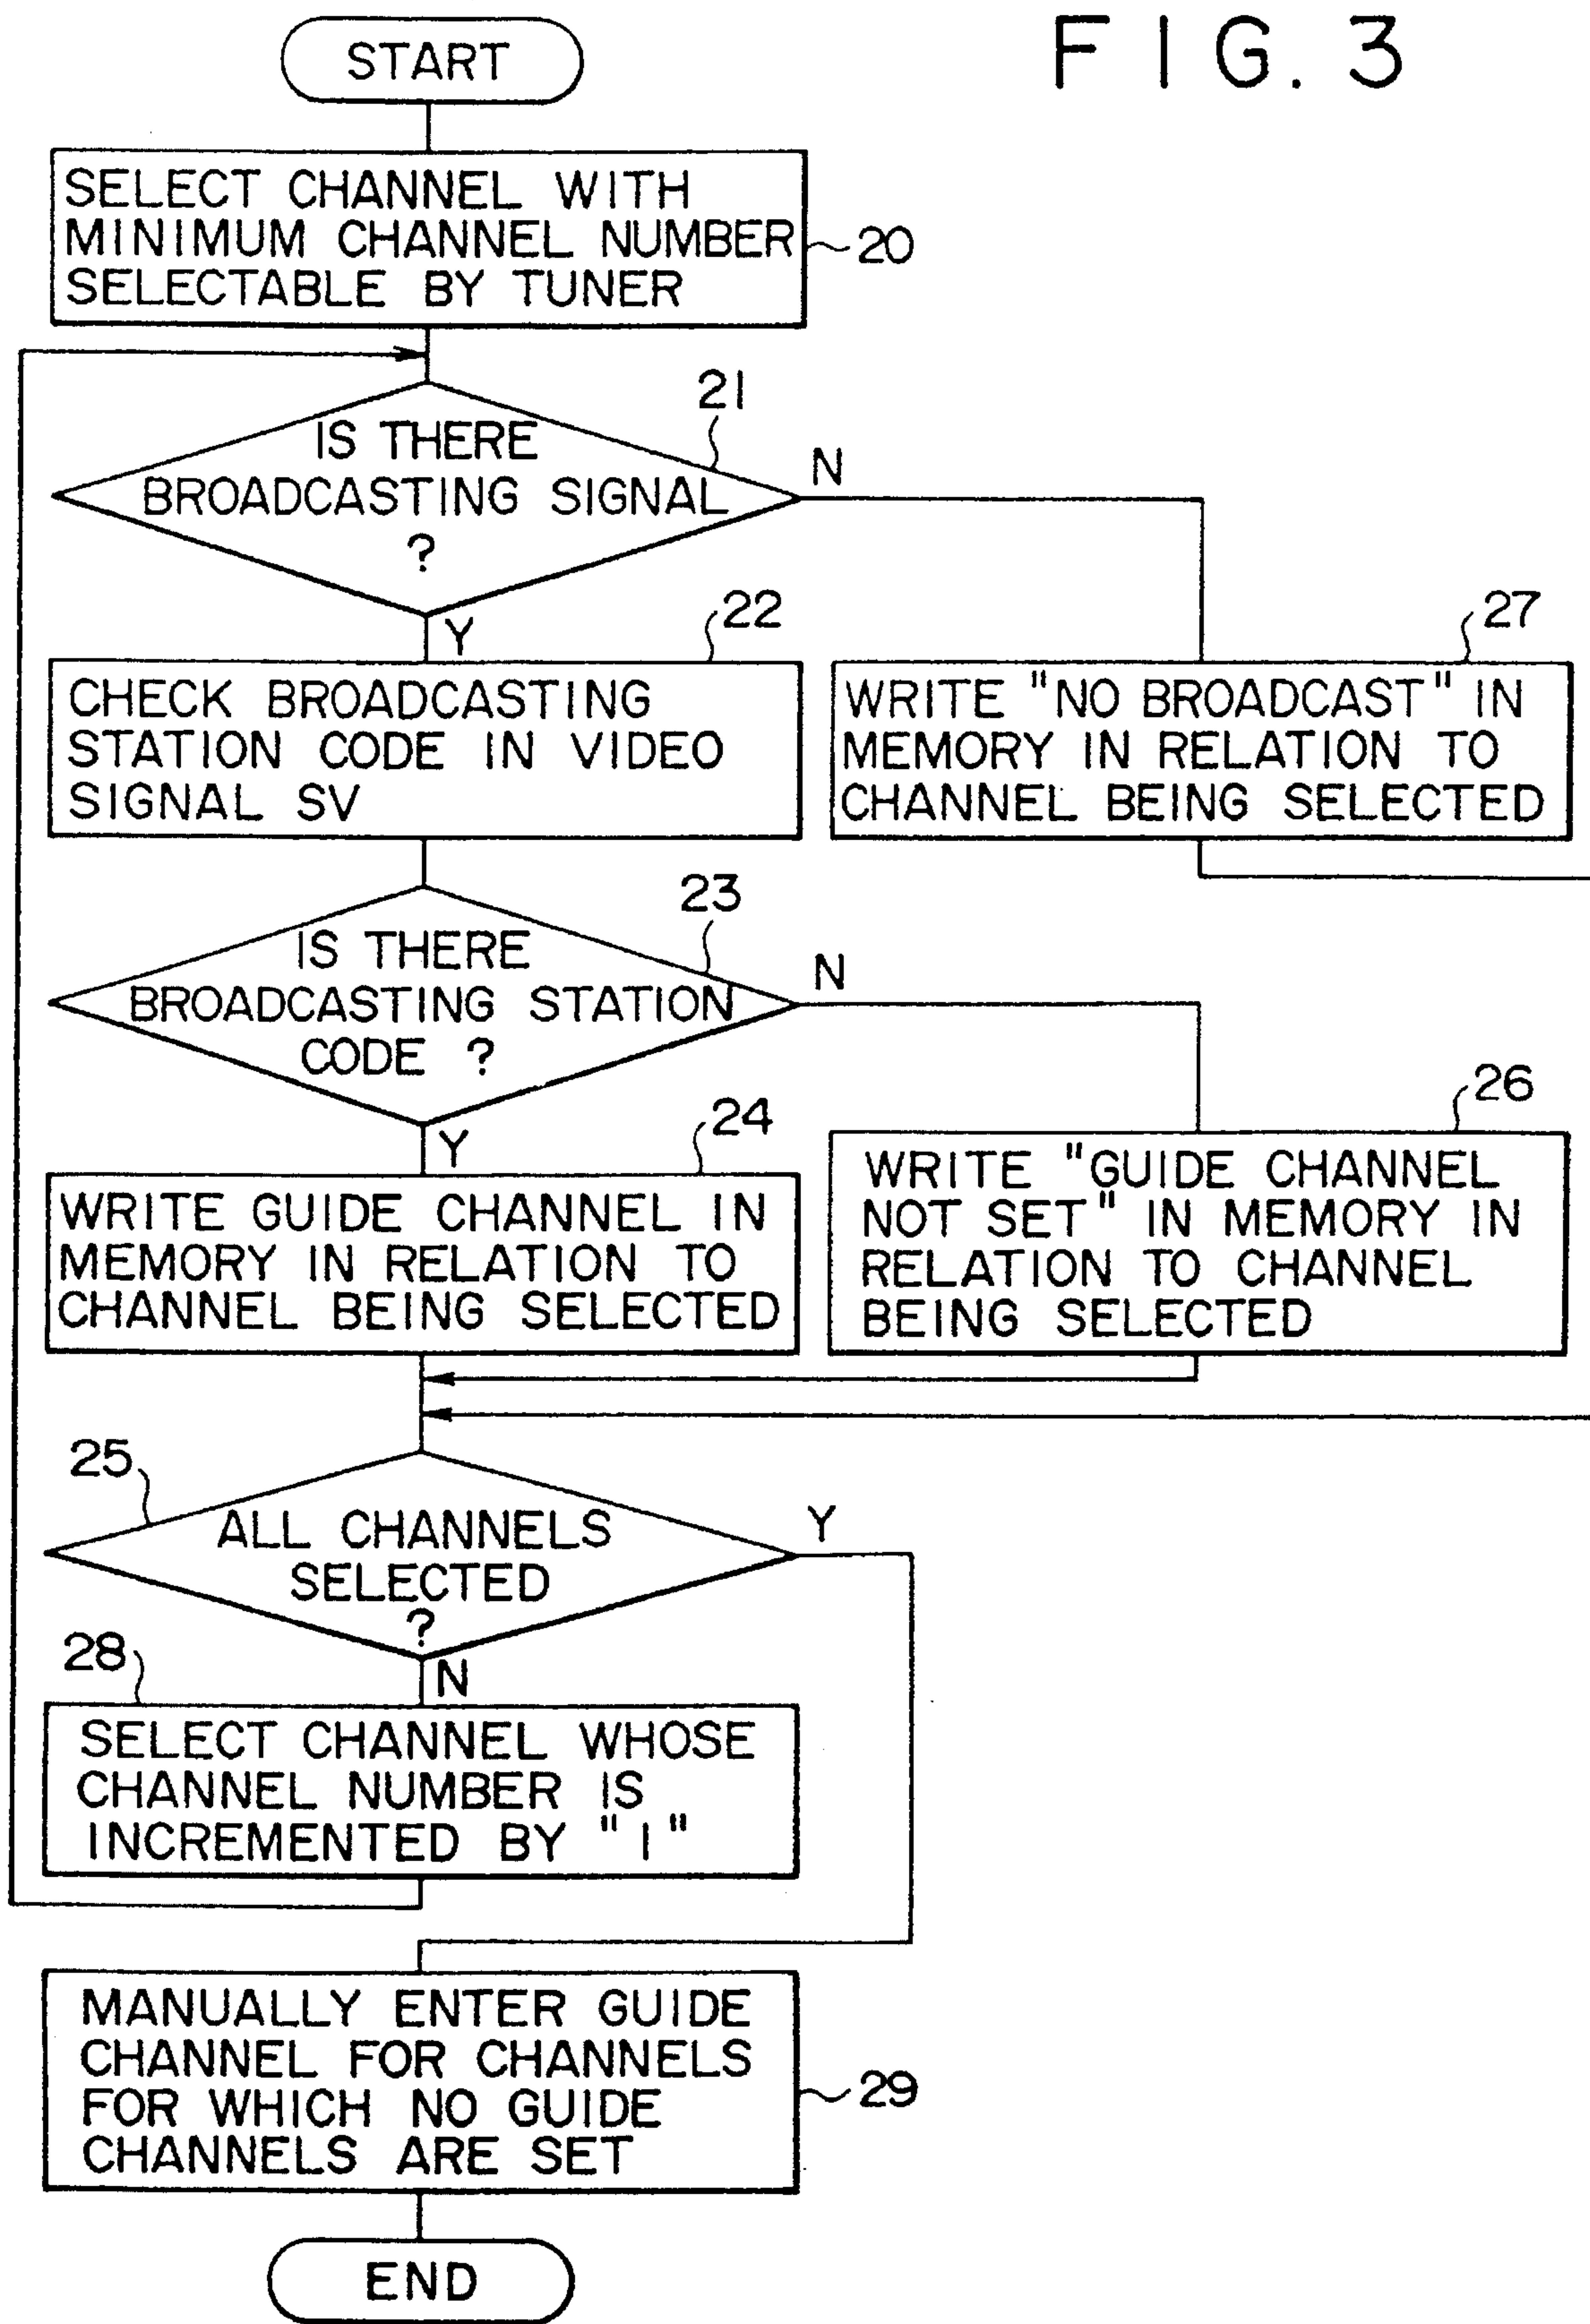 FIG. 3
START
SELECT CHANNEL WITH
MINIMUM CHANNEL NUMBER
SELECTABLE BY TUNER
20
21
IS THERE
BROADCASTING SIGNAL
?
N
Y
22
CHECK BROADCASTING
STATION CODE IN VIDEO
SIGNAL SV
27
WRITE "NO BROADCAST" IN
MEMORY IN RELATION TO
CHANNEL BEING SELECTED
23
IS THERE
BROADCASTING STATION
CODE ?
N
Y
24
WRITE GUIDE CHANNEL IN
MEMORY IN RELATION TO
CHANNEL BEING SELECTED
26
WRITE "GUIDE CHANNEL
NOT SET" IN MEMORY IN
RELATION TO CHANNEL
BEING SELECTED
25
ALL CHANNELS
SELECTED
?
Y
N
28
SELECT CHANNEL WHOSE
CHANNEL NUMBER IS
INCREMENTED BY "1"
MANUALLY ENTER GUIDE
CHANNEL FOR CHANNELS
FOR WHICH NO GUIDE
CHANNELS ARE SET
29
END